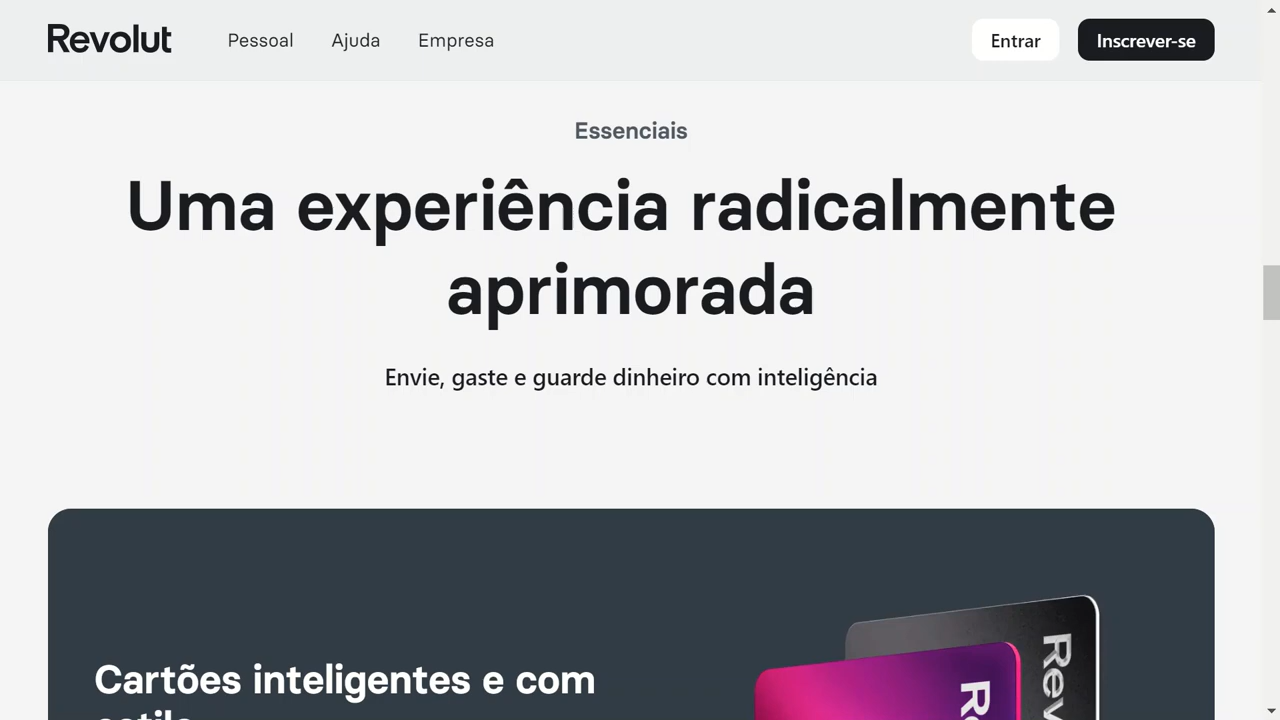 Revolut
Pessoal
Ajuda
Empresa
Entrar
Inscrever-se
Essenciais
Uma experiência radicalmente
aprimorada
Envie, gaste e guarde dinheiro com inteligência
Cartões inteligentes e com